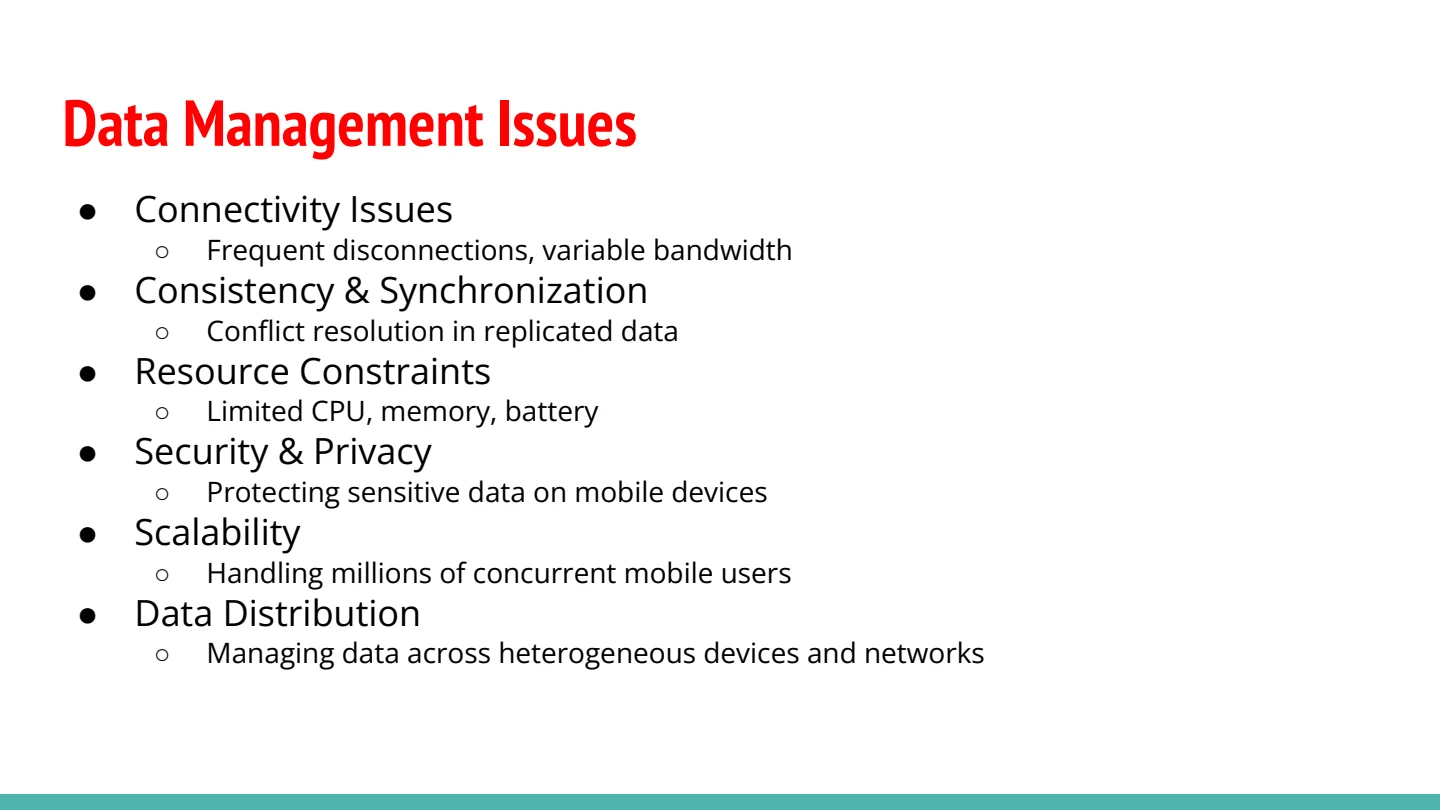 Data Management Issues
● Connectivity Issues
○ Frequent disconnections, variable bandwidth
● Consistency & Synchronization
○ Conflict resolution in replicated data
● Resource Constraints
○ Limited CPU, memory, battery
● Security & Privacy
○ Protecting sensitive data on mobile devices
● Scalability
○ Handling millions of concurrent mobile users
● Data Distribution
○ Managing data across heterogeneous devices and networks